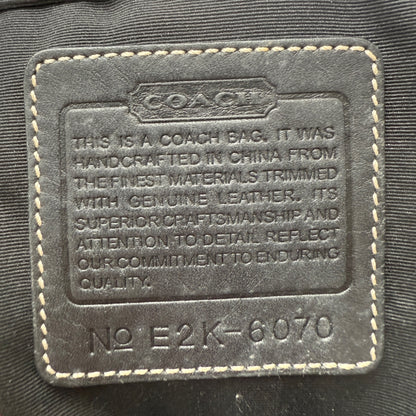 COACH
THIS IS A COACH BAG. IT WAS
HANDCRAFTED IN CHINA FROM
THE FINEST MATERIALS TRIMMED
WITH GENUINE LEATHER. ITS
SUPERIOR CRAFTSMANSHIP AND
ATTENTION TO DETAIL REFLECT
OUR COMMITMENT TO ENDURING
QUALITY.
No E2K-6070